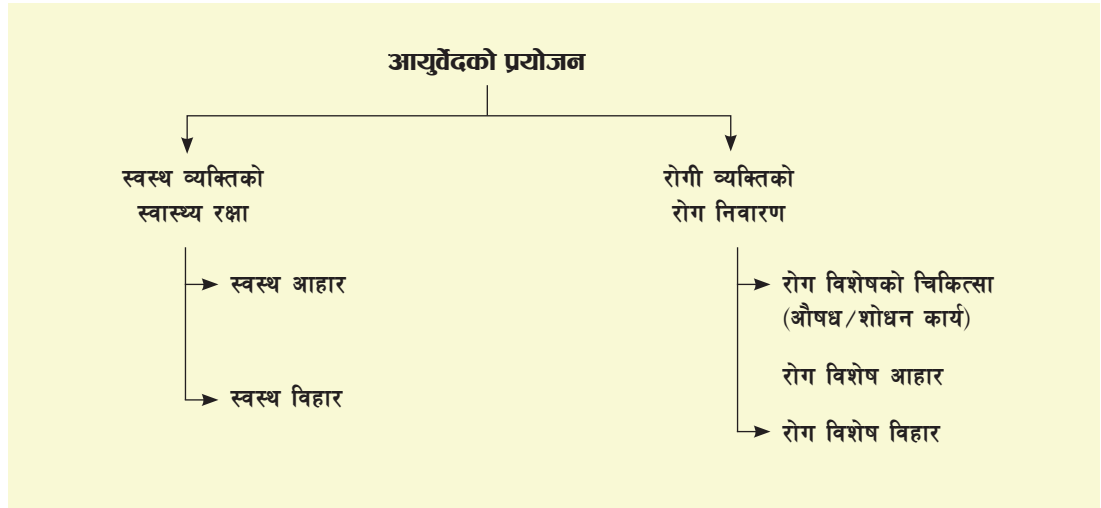 आयुर्वेदको प्रयोजन
स्वस्थ व्यक्तिको
स्वास्थ्य रक्षा
स्वस्थ आहार
स्वस्थ विहार
रोगी व्यक्तिको
रोग निवारण
रोग विशेषको चिकित्सा
(औषध/शोधन कार्य)
रोग विशेष आहार
रोग विशेष विहार